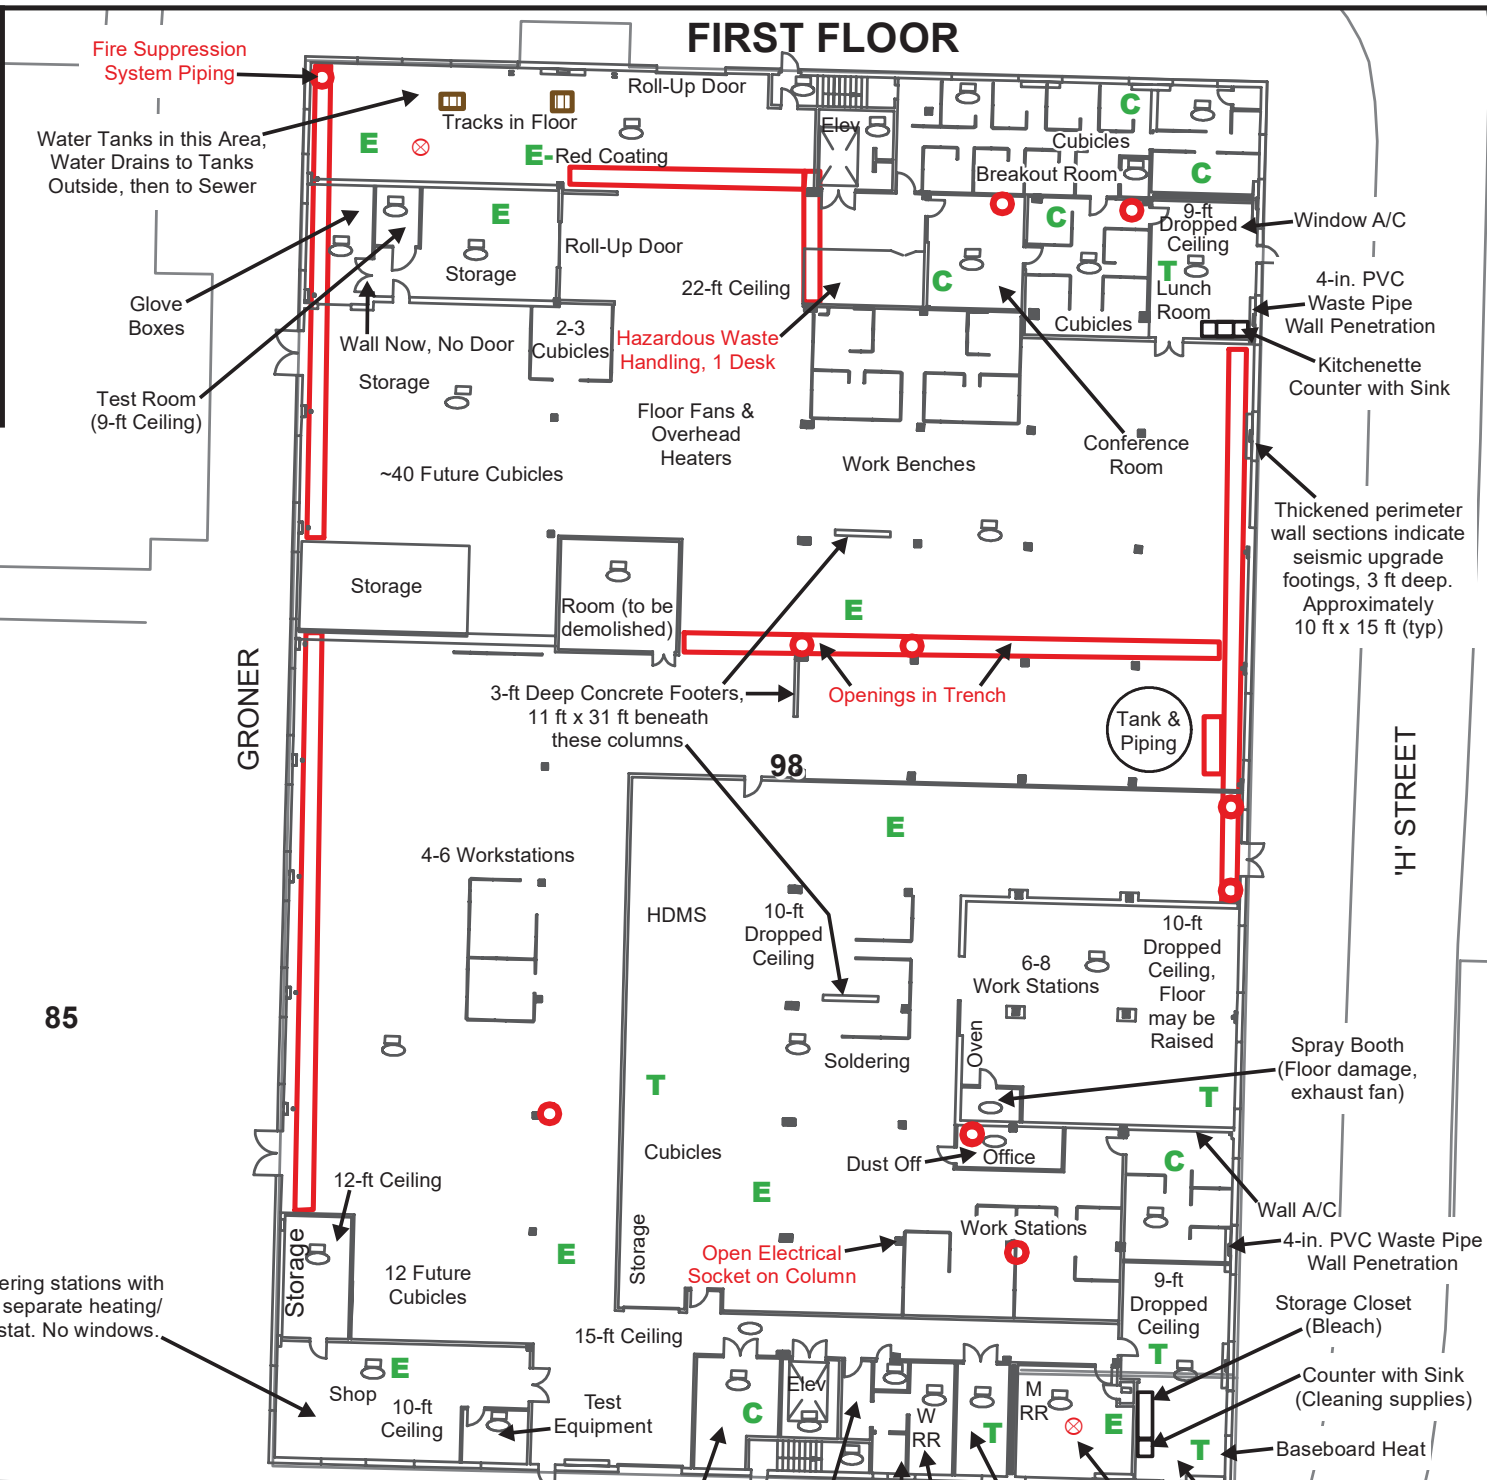 FIRST FLOOR
Fire Suppression
System Piping
Roll-Up Door
Tracks in Floor
Water Tanks in this Area,
Water Drains to Tanks
Outside, then to Sewer
E
E-Red Coating
Elev
C
Cubicles
Breakout Room
C
9-ft
Dropped
Ceiling
Window A/C
E
C
Roll-Up Door
Storage
T
Lunch
Room
4-in. PVC
Waste Pipe
Wall Penetration
Glove
Boxes
22-ft Ceiling
C
Cubicles
2-3
Cubicles
Wall Now, No Door
Hazardous Waste
Handling, 1 Desk
Kitchenette
Counter with Sink
Storage
Test Room
(9-ft Ceiling)
Floor Fans &
Overhead
Heaters
Conference
Room
Work Benches
~40 Future Cubicles
Thickened perimeter
wall sections indicate
seismic upgrade
footings, 3 ft deep.
Approximately
10 ft x 15 ft (typ)
Storage
Room (to be
demolished)
E
GRONER
3-ft Deep Concrete Footers,
11 ft x 31 ft beneath
these columns
Openings in Trench
Tank &
Piping
98
'H' STREET
E
4-6 Workstations
HDMS
10-ft
Dropped
Ceiling
6-8
Work Stations
10-ft
Dropped
Ceiling,
Floor
may be
Raised
85
Oven
Soldering
Spray Booth
(Floor damage,
exhaust fan)
T
T
Cubicles
Dust Off
Office
C
12-ft Ceiling
E
Wall A/C
Storage
Storage
E
Open Electrical
Socket on Column
Work Stations
4-in. PVC Waste Pipe
Wall Penetration
12 Future
Cubicles
9-ft
Dropped
Ceiling
ering stations with
separate heating/
stat. No windows.
Storage Closet
(Bleach)
15-ft Ceiling
T
E
Shop
10-ft
Ceiling
Test
Equipment
Elev
C
W
RR
T
M
RR
E
Counter with Sink
(Cleaning supplies)
T
Baseboard Heat